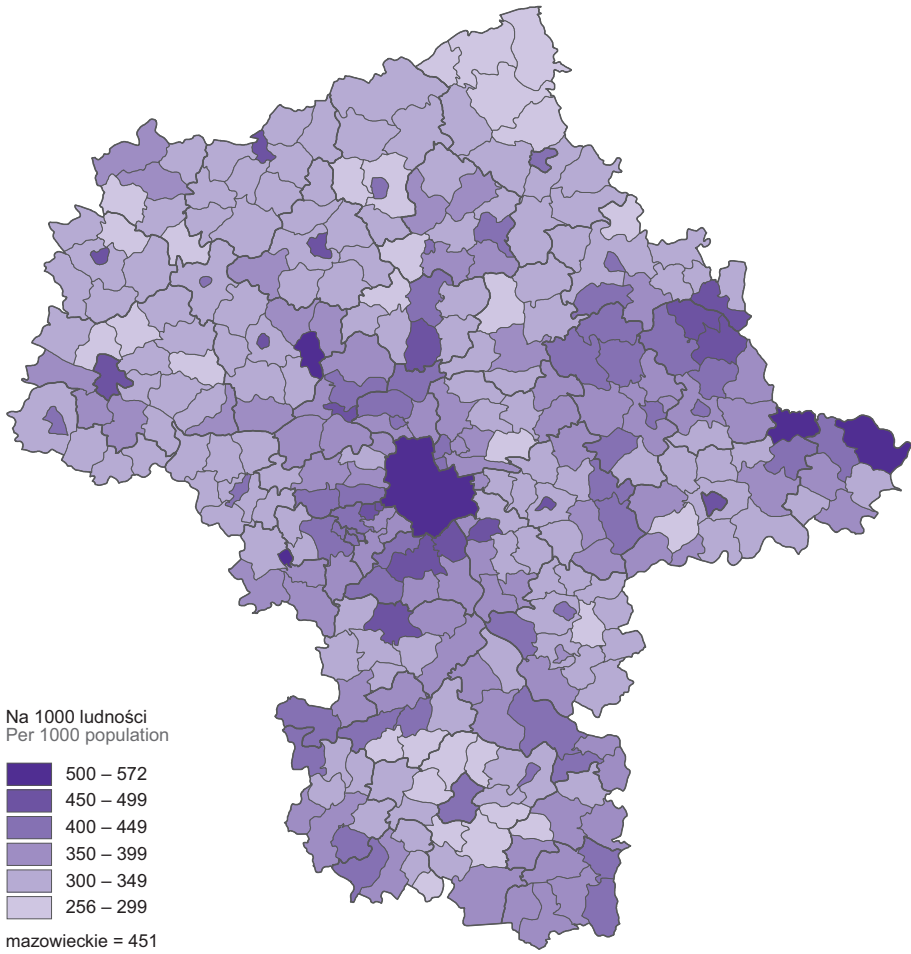 Na 1000 ludności
Per 1000 population
500 – 572
450 – 499
400 – 449
350 – 399
300 – 349
256 – 299
mazowieckie = 451